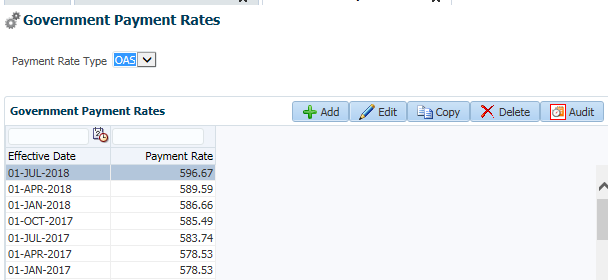 Government Payment Rates
Payment Rate Type OAS
Government Payment Rates Add Edit Copy Delete Audit
Effective Date Payment Rate
01-JUL-2018 596.67
01-APR-2018 589.59
01-JAN-2018 586.66
01-OCT-2017 585.49
01-JUL-2017 583.74
01-APR-2017 578.53
01-JAN-2017 578.53